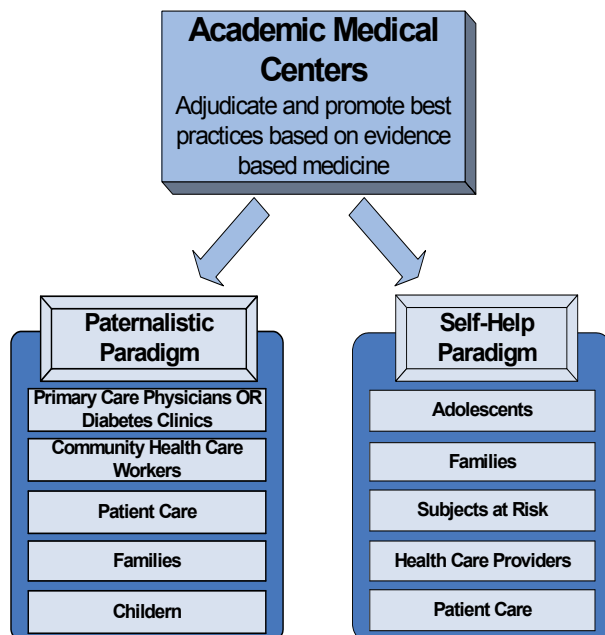 Academic Medical
Centers
Adjudicate and promote best
practices based on evidence
based medicine
Paternalistic
Paradigm
Primary Care Physicians OR
Diabetes Clinics
Community Health Care
Workers
Patient Care
Families
Childern
Self-Help
Paradigm
Adolescents
Families
Subjects at Risk
Health Care Providers
Patient Care